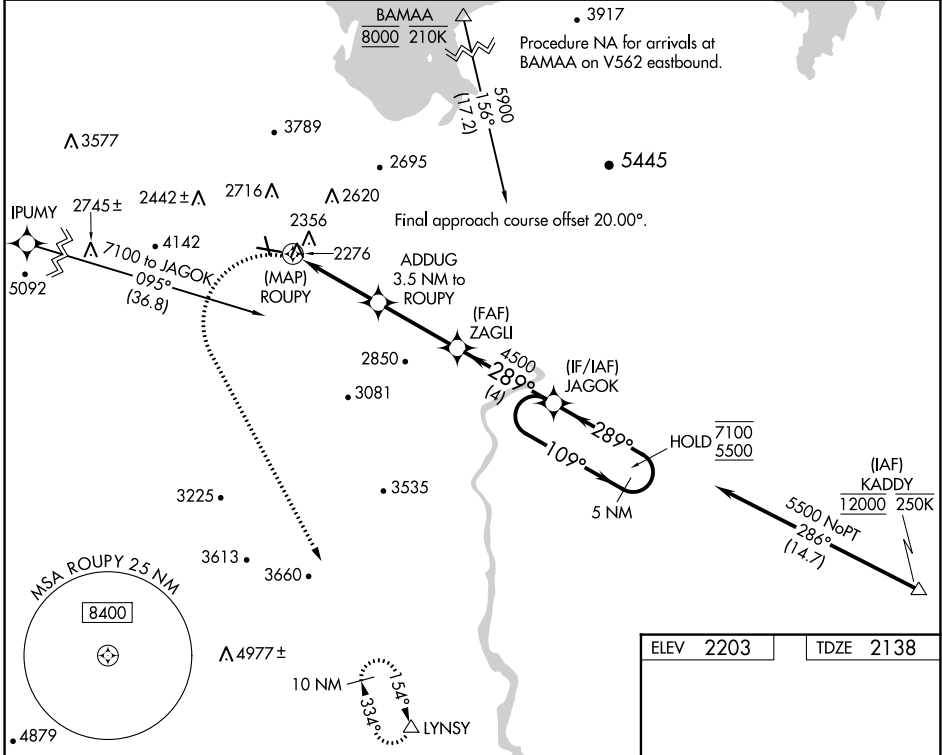 BAMAA
8000 210K
3917
Procedure NA for arrivals at
BAMAA on V562 eastbound.
5900
156°
(17.2)
3577
3789
2695
5445
2442±
2716
2620
IPUMY
2745±
2356
Final approach course offset 20.00°.
4142
7100 to JAGOK
095°
(36.8)
5092
2276
(MAP)
ROUPY
ADDUG
3.5 NM to
ROUPY
(FAF)
ZAGLI
2850
4500
289°
(4)
(IF/IAF)
JAGOK
3081
289°
109°
HOLD
7100
5500
5 NM
(IAF)
KADDY
12000 250K
5500 NoPT
286°
(14.7)
3225
3535
3613
3660
MSA ROUPY 25 NM
8400
4977±
10 NM
154°
334°
LYNSY
4879
ELEV 2203
TDZE 2138